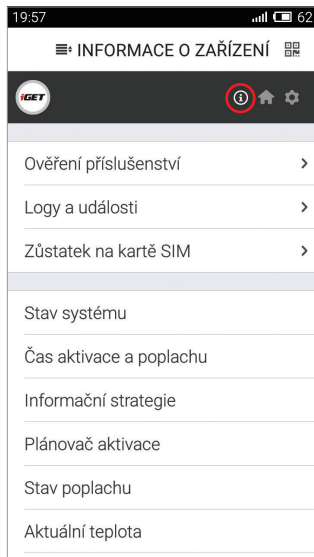 19:57 62
INFORMACE O ZAŘÍZENÍ
iGET
Ověření příslušenství
Logy a události
Zůstatek na kartě SIM
Stav systému
Čas aktivace a poplachu
Informační strategie
Plánovač aktivace
Stav poplachu
Aktuální teplota